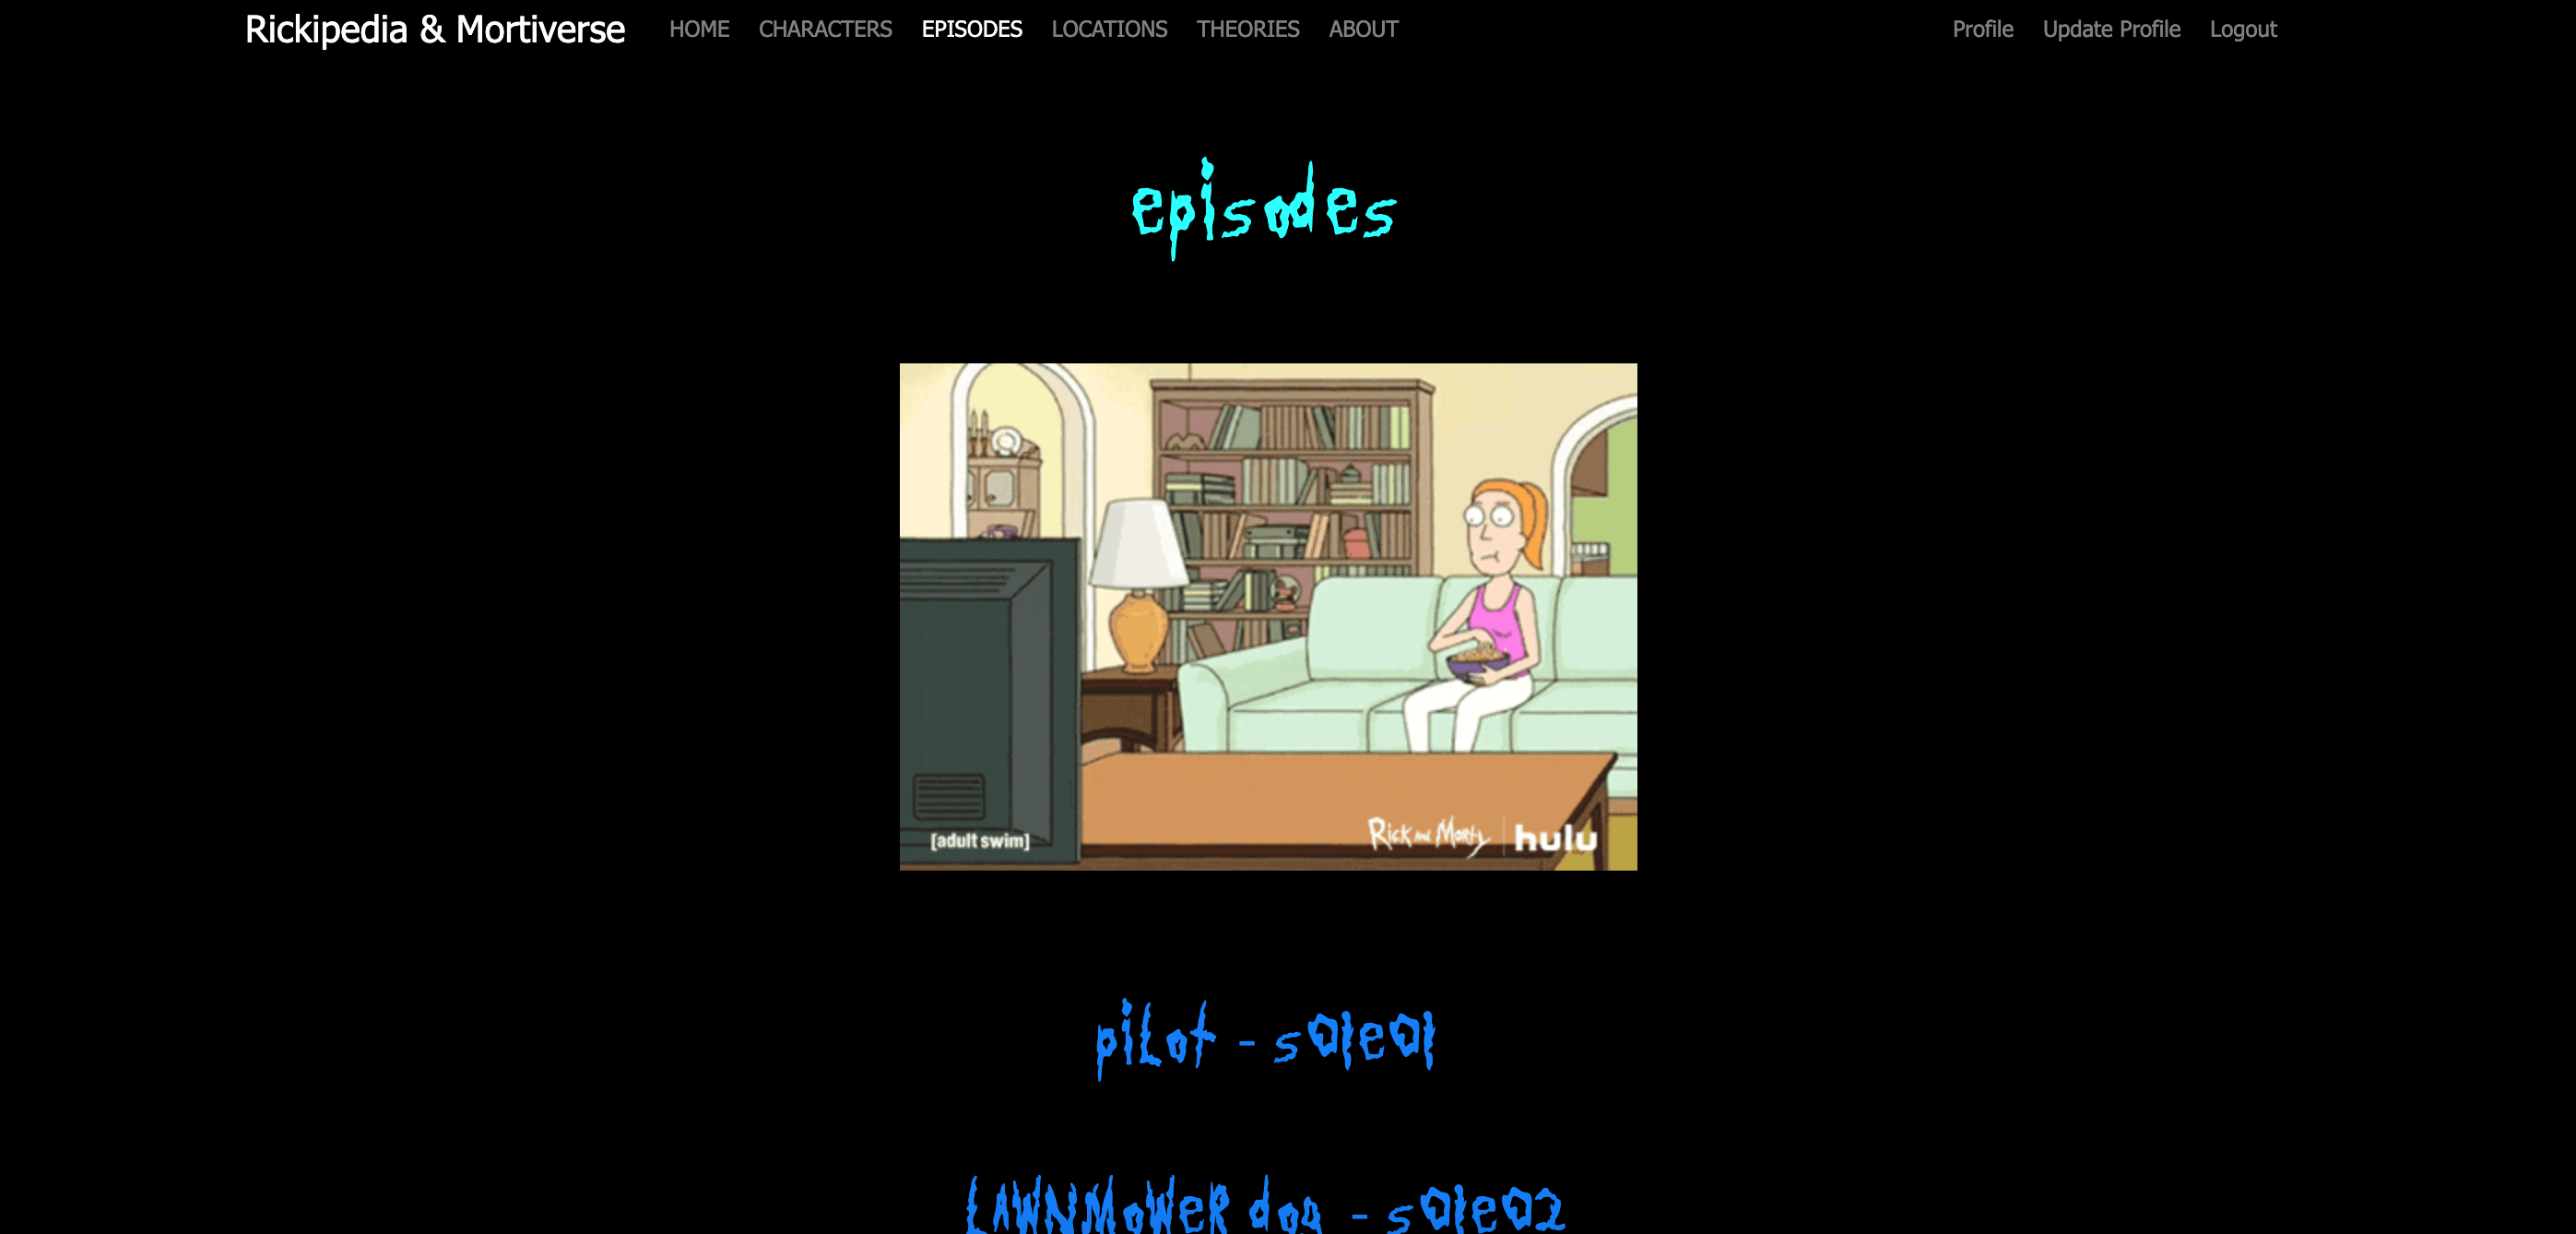 Rickipedia & Mortiverse HOME CHARACTERS EPISODES LOCATIONS THEORIES ABOUT Profile Update Profile Logout
episodes
[adult swim] Rick and Morty hulu
piLot - s01e01
LAWNMoWeR dog - s01e02